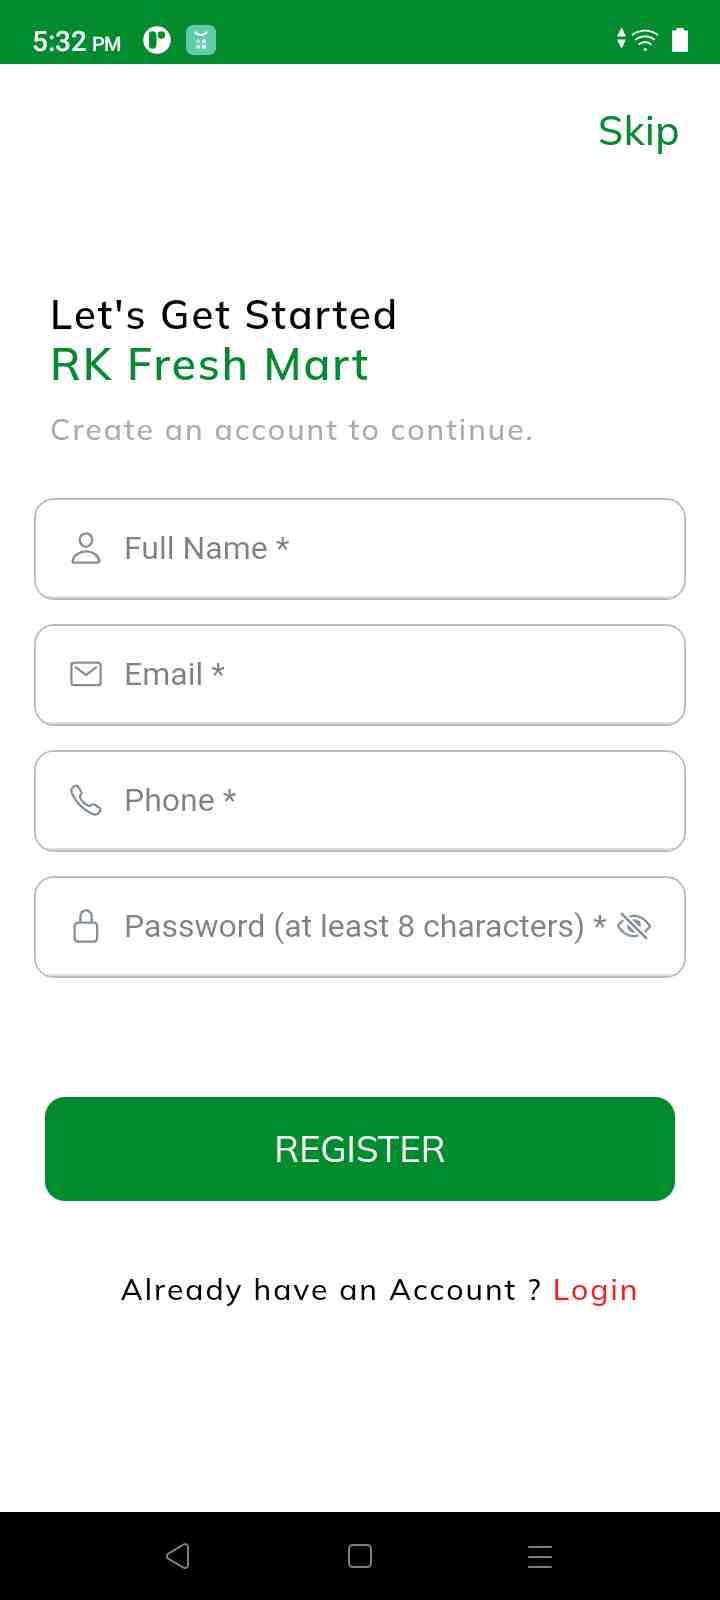 5:32 PM
Skip
Let's Get Started
RK Fresh Mart
Create an account to continue.
Full Name *
Email *
Phone *
Password (at least 8 characters) *
REGISTER
Already have an Account ? Login